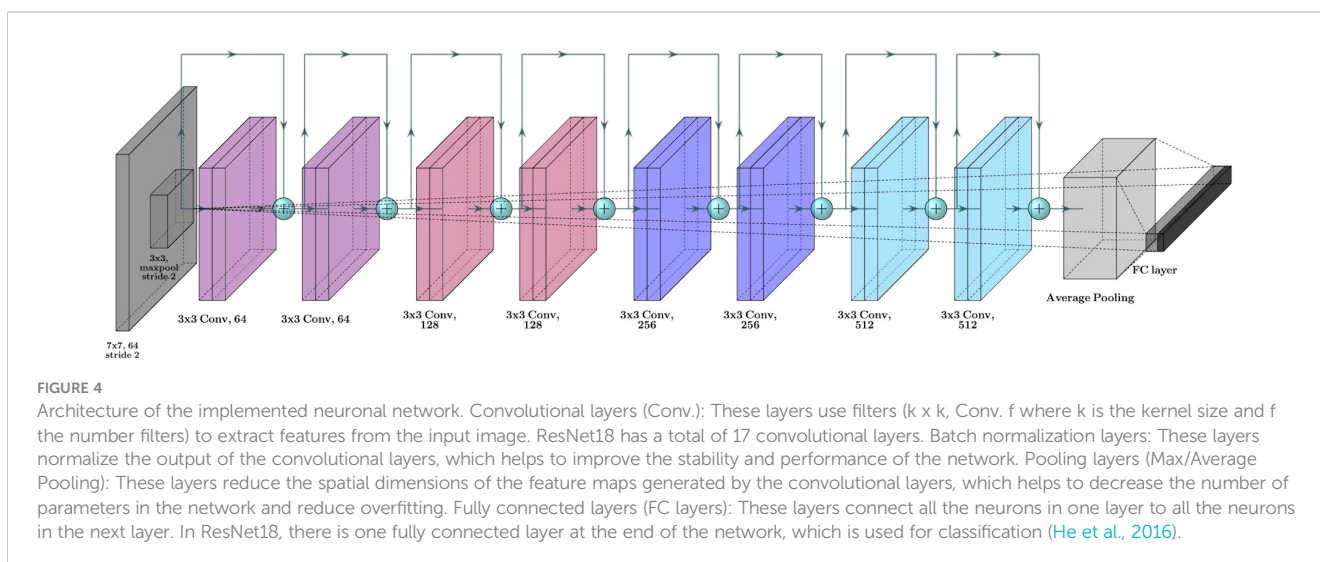 3x3,
maxpool
stride 2
7x7, 64
stride 2
3x3 Conv, 64
3x3 Conv, 64
3x3 Conv,
128
3x3 Conv,
128
3x3 Conv,
256
3x3 Conv,
256
3x3 Conv,
512
3x3 Conv,
512
Average Pooling
FC layer
FIGURE 4
Architecture of the implemented neuronal network. Convolutional layers (Conv.): These layers use filters (k x k, Conv. f where k is the kernel size and f
the number filters) to extract features from the input image. ResNet18 has a total of 17 convolutional layers. Batch normalization layers: These layers
normalize the output of the convolutional layers, which helps to improve the stability and performance of the network. Pooling layers (Max/Average
Pooling): These layers reduce the spatial dimensions of the feature maps generated by the convolutional layers, which helps to decrease the number of
parameters in the network and reduce overfitting. Fully connected layers (FC layers): These layers connect all the neurons in one layer to all the neurons
in the next layer. In ResNet18, there is one fully connected layer at the end of the network, which is used for classification (He et al., 2016).